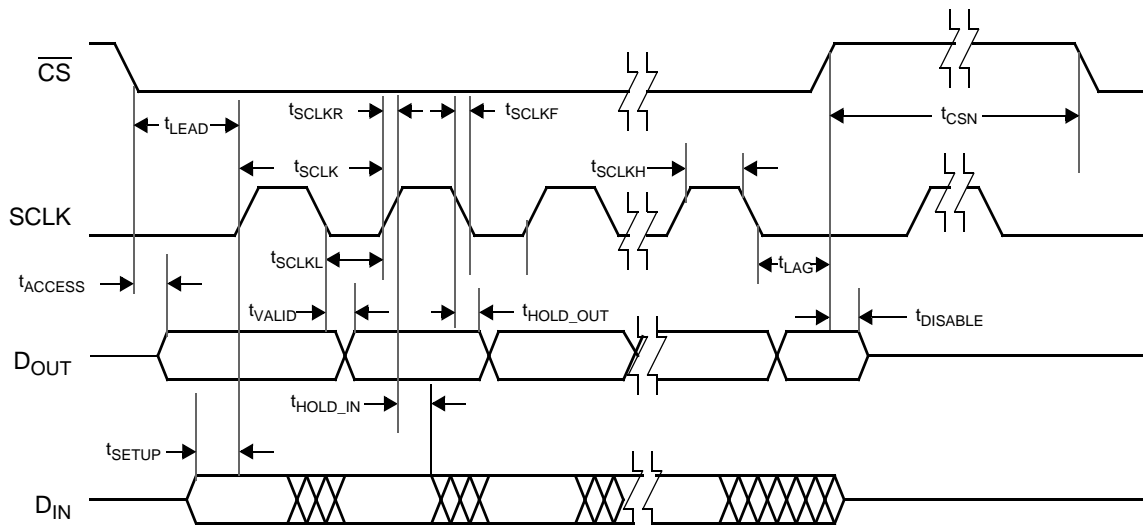 CS
tSCLKR
tSCLKF
tLEAD
tCSN
tSCLK
tSCLKH
SCLK
tSCLKL
tLAG
tACCESS
tVALID
tHOLD_OUT
tDISABLE
DOUT
tHOLD_IN
tSETUP
DIN